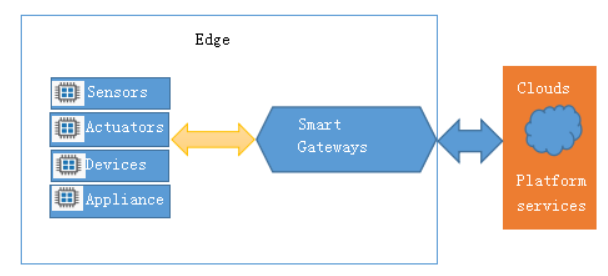 Edge
Sensors
Actuators
Devices
Appliance
Smart
Gateways
Clouds
Platform
services